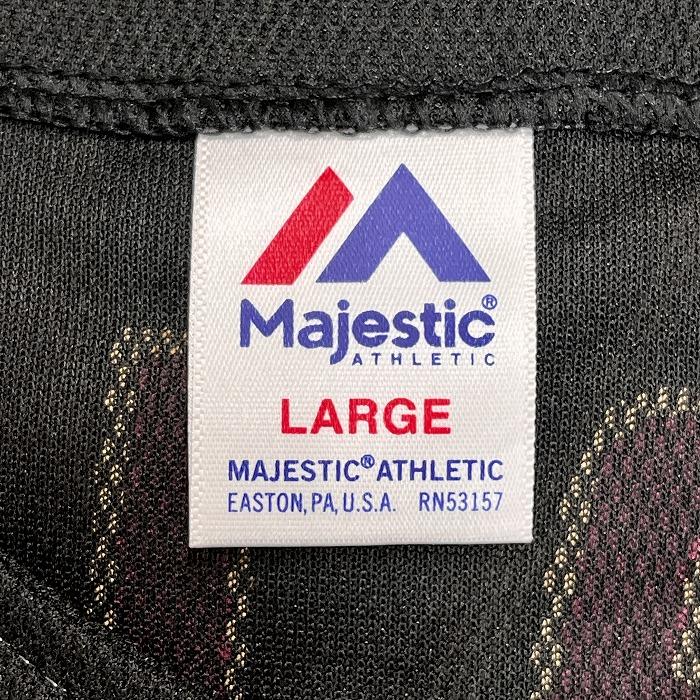 Majestic®
ATHLETIC
LARGE
MAJESTIC® ATHLETIC
EASTON, PA, U.S.A. RN53157